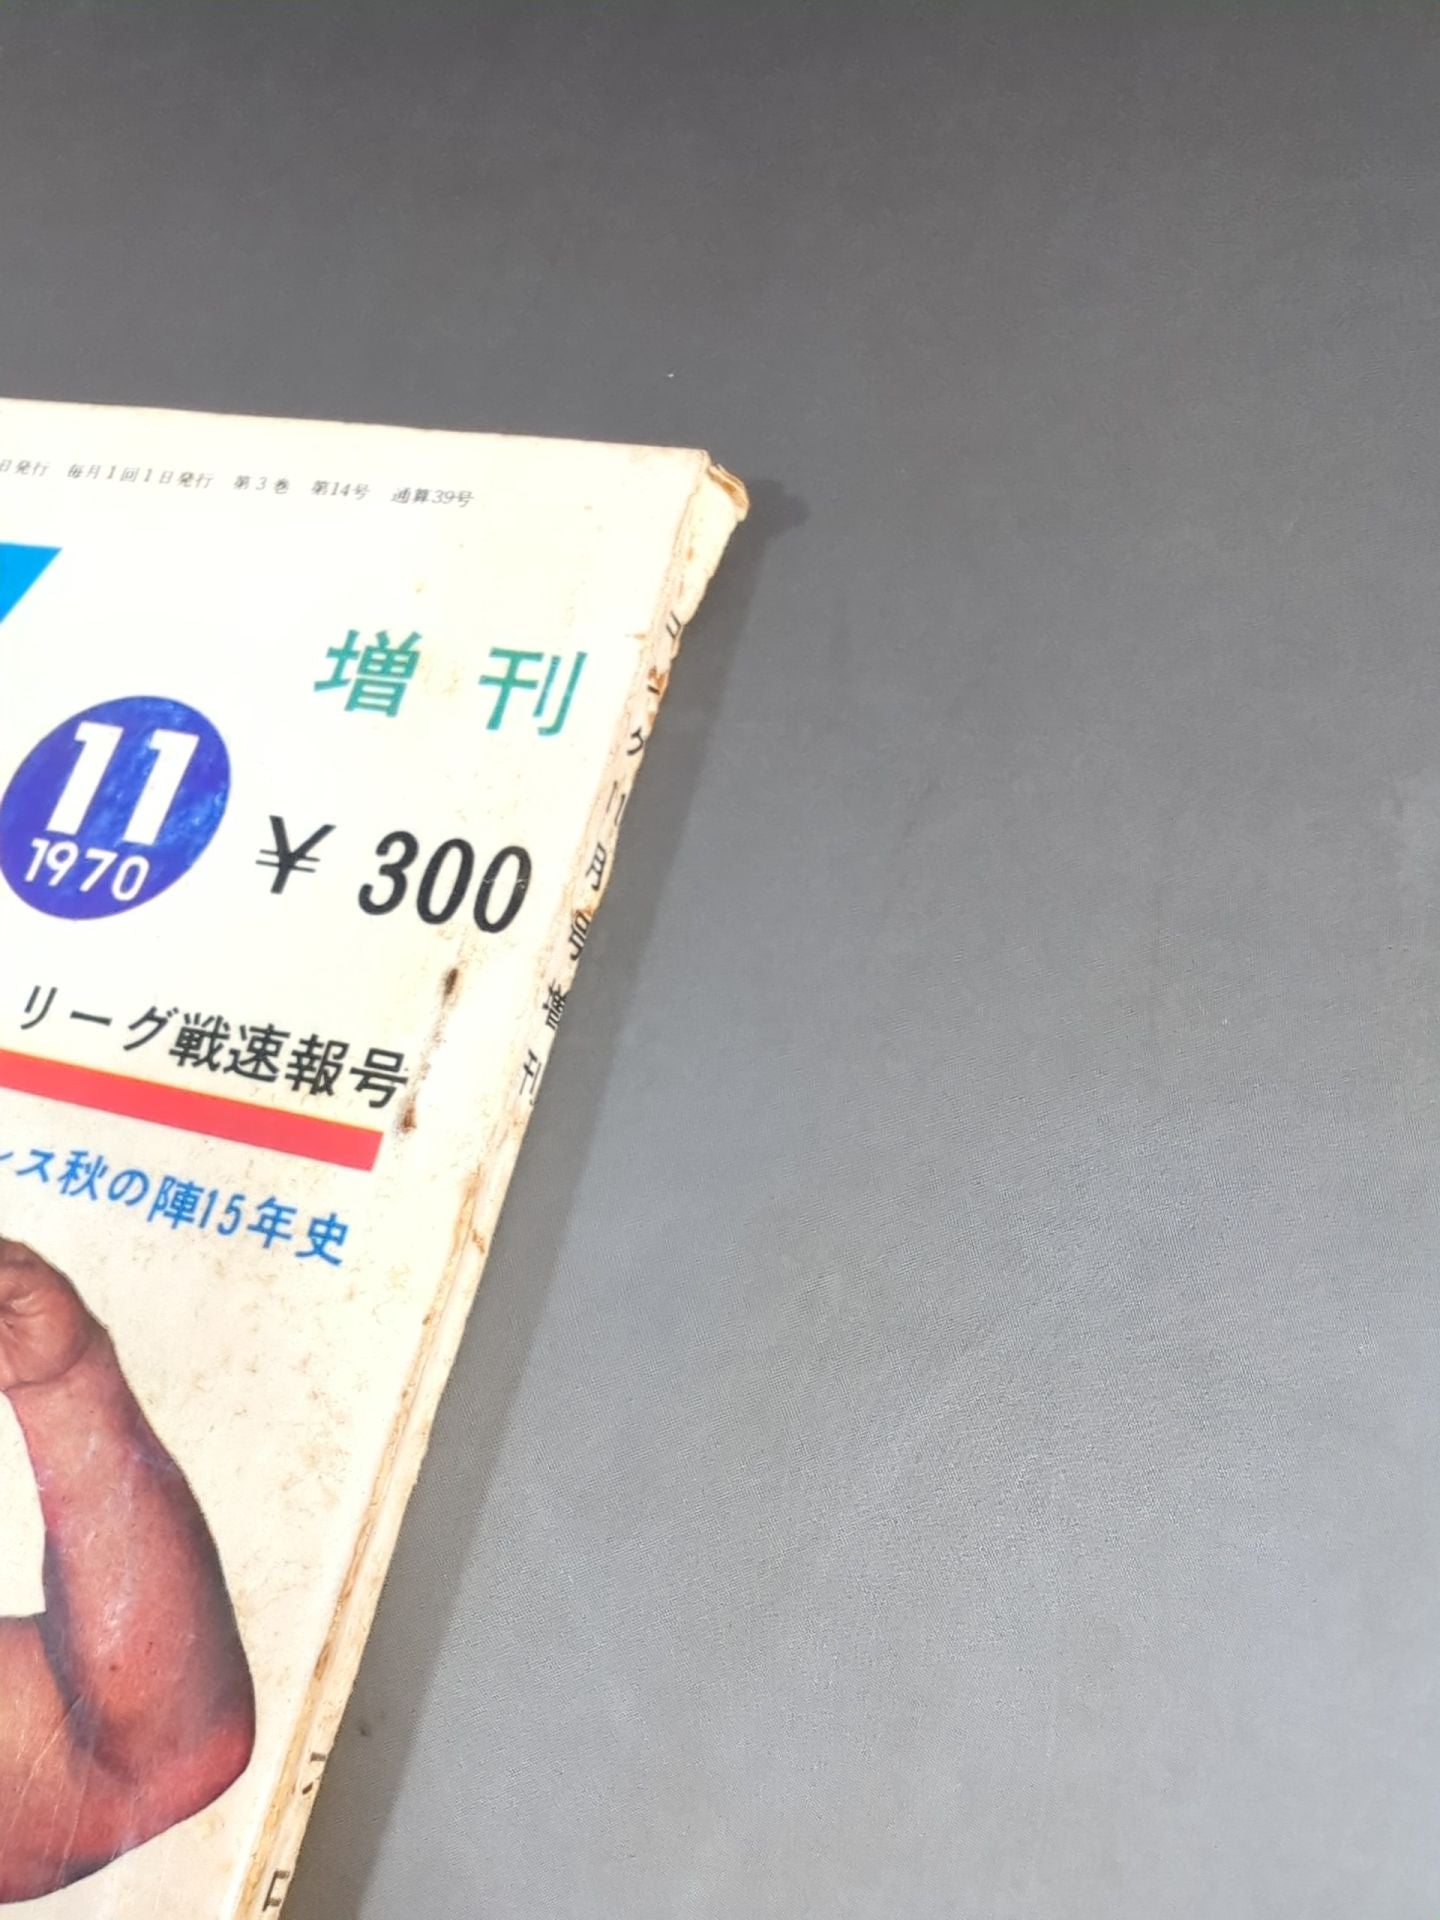 日発行 毎月1回1日発行 第3巻 第14号 通算39号
増刊
11
1970
¥300
リーグ戦速報号
レス秋の陣15年史